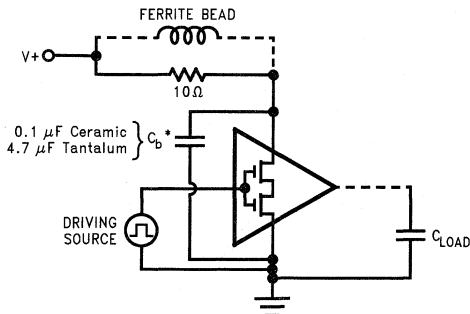 FERRITE BEAD
V+
10Ω
0.1 μF Ceramic
4.7 μF Tantalum
Cb*
DRIVING
SOURCE
CLOAD